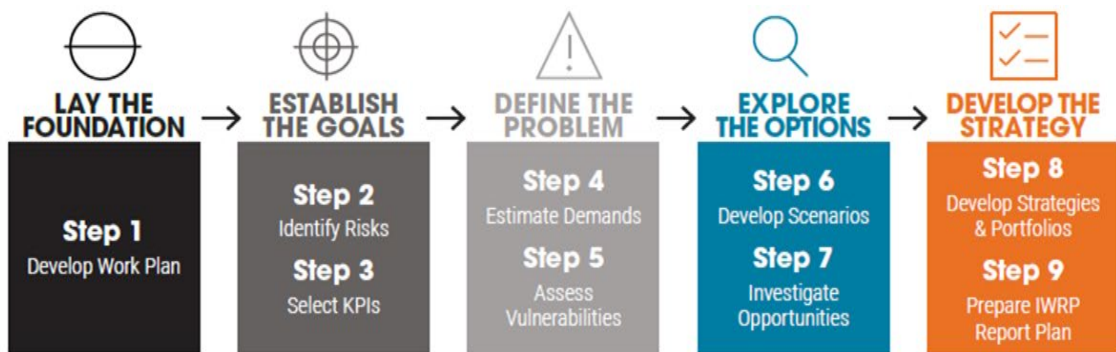 LAY THE
FOUNDATION
ESTABLISH
THE GOALS
DEFINE THE
PROBLEM
EXPLORE
THE OPTIONS
DEVELOP THE
STRATEGY
Step 1
Develop Work Plan
Step 2
Identify Risks
Step 3
Select KPIs
Step 4
Estimate Demands
Step 5
Assess
Vulnerabilities
Step 6
Develop Scenarios
Step 7
Investigate
Opportunities
Step 8
Develop Strategies
& Portfolios
Step 9
Prepare IWRP
Report Plan